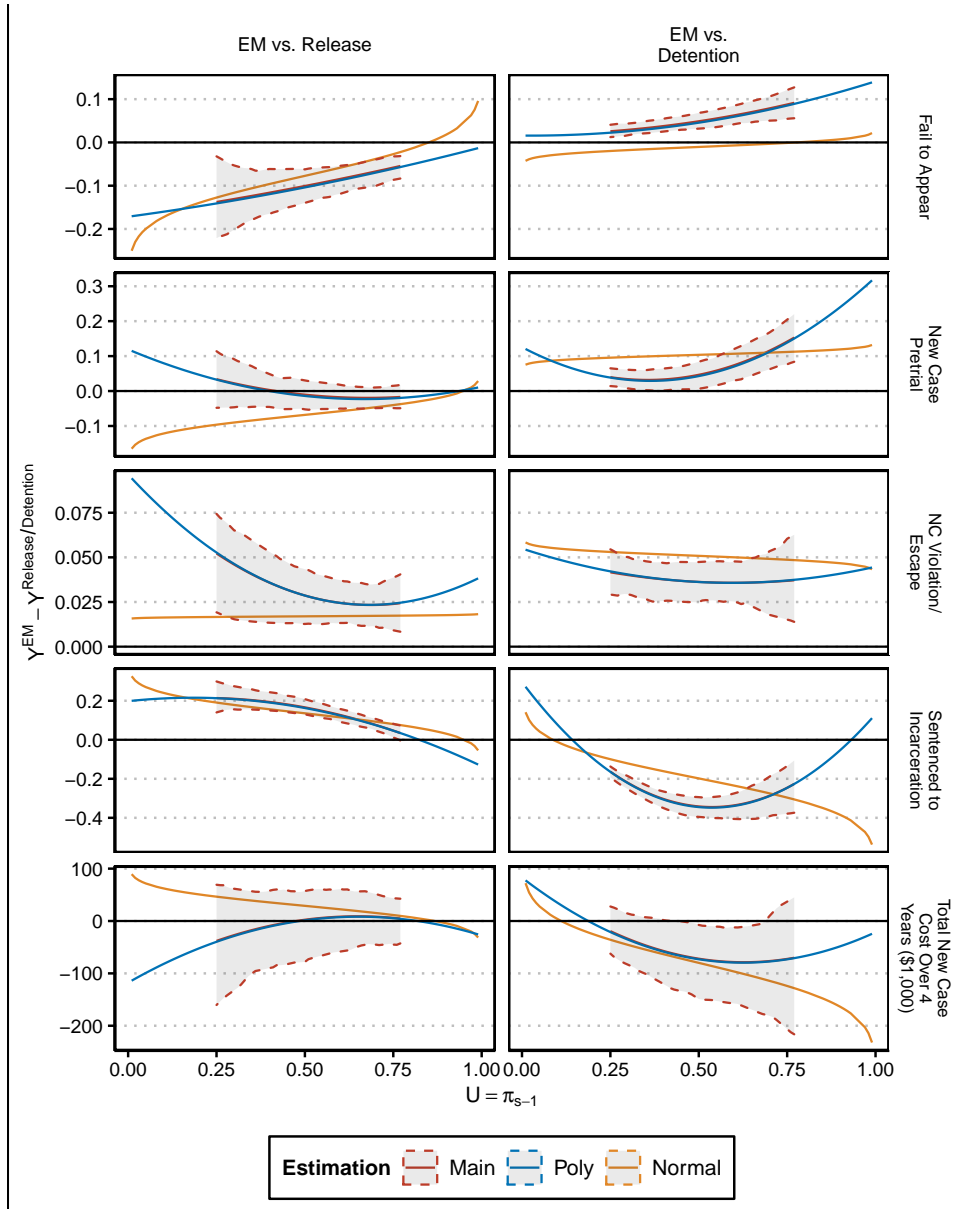 EM vs. Release
EM vs.
Detention
0.1
0.0
−0.1
−0.2
Fail to Appear
0.3
0.2
0.1
0.0
−0.1
New Case
Pretrial
0.075
0.050
0.025
0.000
NC Violation/
Escape
0.2
0.0
−0.2
−0.4
Sentenced to
Incarceration
100
0
−100
−200
Total New Case
Cost Over 4
Years ($1,000)
Y^EM − Y^Release/Detention
0.00 0.25 0.50 0.75 1.00 0.00 0.25 0.50 0.75 1.00
U = π_s−1
Estimation Main Poly Normal